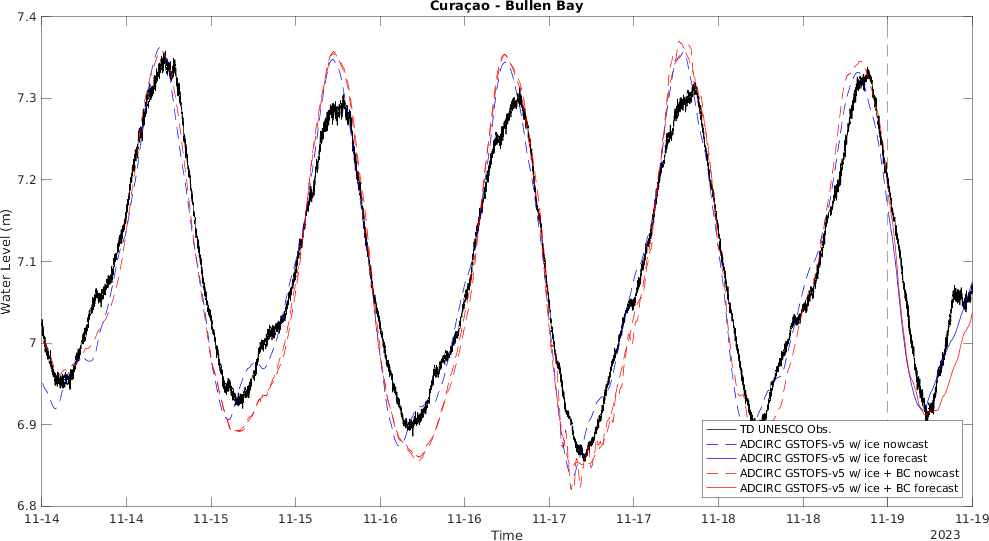 Curaçao - Bullen Bay
7.4
7.3
7.2
7.1
7
6.9
6.8
Water Level (m)
TD UNESCO Obs.
ADCIRC GSTOFS-v5 w/ ice nowcast
ADCIRC GSTOFS-v5 w/ ice forecast
ADCIRC GSTOFS-v5 w/ ice + BC nowcast
ADCIRC GSTOFS-v5 w/ ice + BC forecast
11-14 11-14 11-15 11-15 11-16 11-16 11-17 11-17 11-18 11-18 11-19 11-19
Time
2023